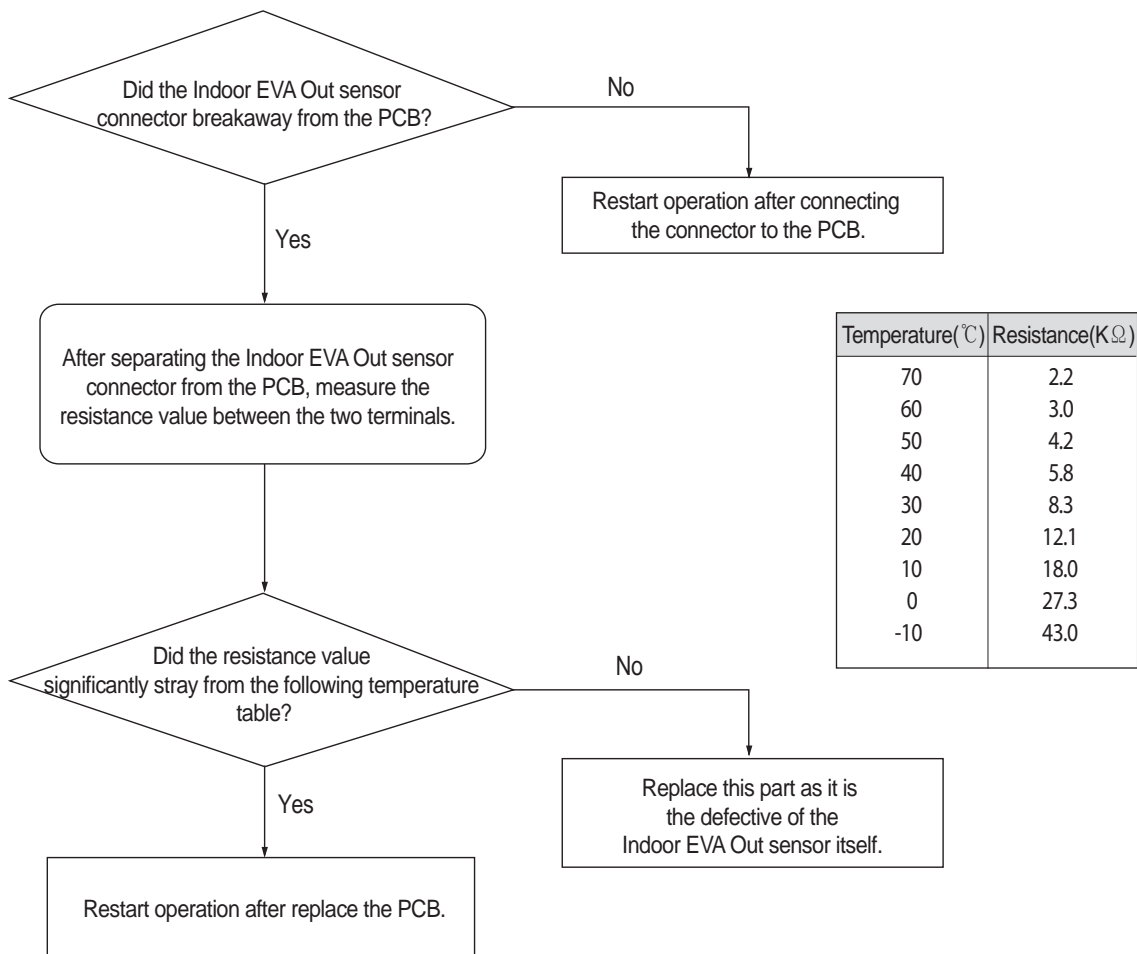 Did the Indoor EVA Out sensor
connector breakaway from the PCB?
No
Restart operation after connecting
the connector to the PCB.
Yes
After separating the Indoor EVA Out sensor
connector from the PCB, measure the
resistance value between the two terminals.
Temperature(℃) Resistance(KΩ)
70 2.2
60 3.0
50 4.2
40 5.8
30 8.3
20 12.1
10 18.0
0 27.3
-10 43.0
Did the resistance value
significantly stray from the following temperature
table?
No
Replace this part as it is
the defective of the
Indoor EVA Out sensor itself.
Yes
Restart operation after replace the PCB.